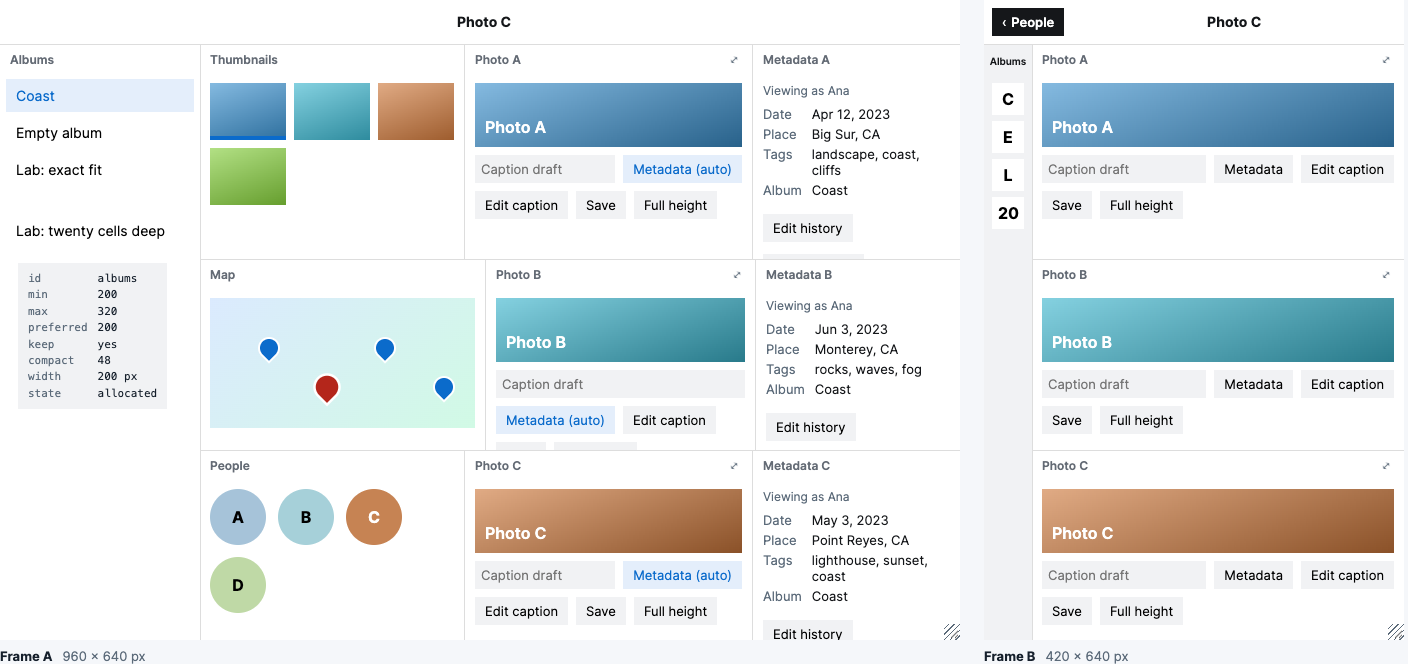 Photo C
Albums
Coast
Empty album
Lab: exact fit
Lab: twenty cells deep
id albums
min 200
max 320
preferred 200
keep yes
compact 48
width 200 px
state allocated
Thumbnails
Photo A
Photo A
Caption draft
Metadata (auto)
Edit caption
Save
Full height
Metadata A
Viewing as Ana
Date Apr 12, 2023
Place Big Sur, CA
Tags landscape, coast,
cliffs
Album Coast
Edit history
Map
Photo B
Photo B
Caption draft
Metadata (auto)
Edit caption
Metadata B
Viewing as Ana
Date Jun 3, 2023
Place Monterey, CA
Tags rocks, waves, fog
Album Coast
Edit history
People
A
B
C
D
Photo C
Photo C
Caption draft
Metadata (auto)
Edit caption
Save
Full height
Metadata C
Viewing as Ana
Date May 3, 2023
Place Point Reyes, CA
Tags lighthouse, sunset,
coast
Album Coast
Edit history
Frame A 960 × 640 px
‹ People
Photo C
Albums
C
E
L
20
Photo A
Photo A
Caption draft
Metadata
Edit caption
Save
Full height
Photo B
Photo B
Caption draft
Metadata
Edit caption
Save
Full height
Photo C
Photo C
Caption draft
Metadata
Edit caption
Save
Full height
Frame B 420 × 640 px